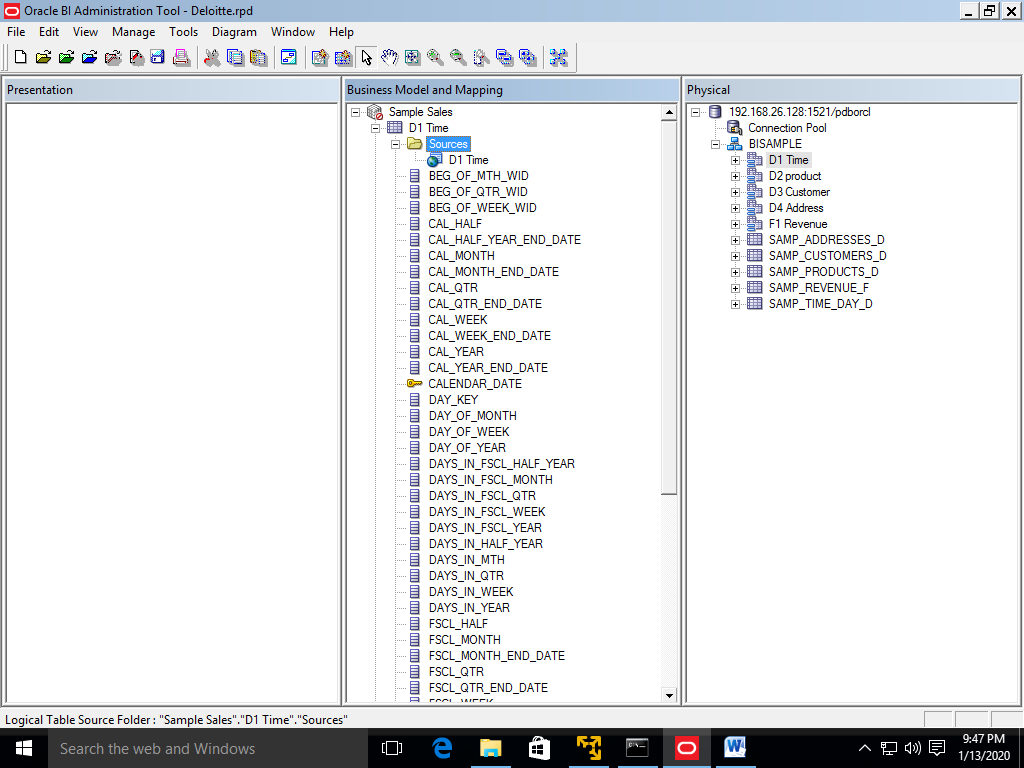 Oracle BI Administration Tool - Deloitte.rpd
File Edit View Manage Tools Diagram Window Help
Presentation
Business Model and Mapping
Sample Sales
D1 Time
Sources
D1 Time
BEG_OF_MTH_WID
BEG_OF_QTR_WID
BEG_OF_WEEK_WID
CAL_HALF
CAL_HALF_YEAR_END_DATE
CAL_MONTH
CAL_MONTH_END_DATE
CAL_QTR
CAL_QTR_END_DATE
CAL_WEEK
CAL_WEEK_END_DATE
CAL_YEAR
CAL_YEAR_END_DATE
CALENDAR_DATE
DAY_KEY
DAY_OF_MONTH
DAY_OF_WEEK
DAY_OF_YEAR
DAYS_IN_FSCL_HALF_YEAR
DAYS_IN_FSCL_MONTH
DAYS_IN_FSCL_QTR
DAYS_IN_FSCL_WEEK
DAYS_IN_FSCL_YEAR
DAYS_IN_HALF_YEAR
DAYS_IN_MTH
DAYS_IN_QTR
DAYS_IN_WEEK
DAYS_IN_YEAR
FSCL_HALF
FSCL_MONTH
FSCL_MONTH_END_DATE
FSCL_QTR
FSCL_QTR_END_DATE
FSCL_WEEK
Physical
192.168.26.128:1521/pdborcl
Connection Pool
BISAMPLE
D1 Time
D2 product
D3 Customer
D4 Address
F1 Revenue
SAMP_ADDRESSES_D
SAMP_CUSTOMERS_D
SAMP_PRODUCTS_D
SAMP_REVENUE_F
SAMP_TIME_DAY_D
Logical Table Source Folder : "Sample Sales"."D1 Time"."Sources"
Search the web and Windows
9:47 PM
1/13/2020